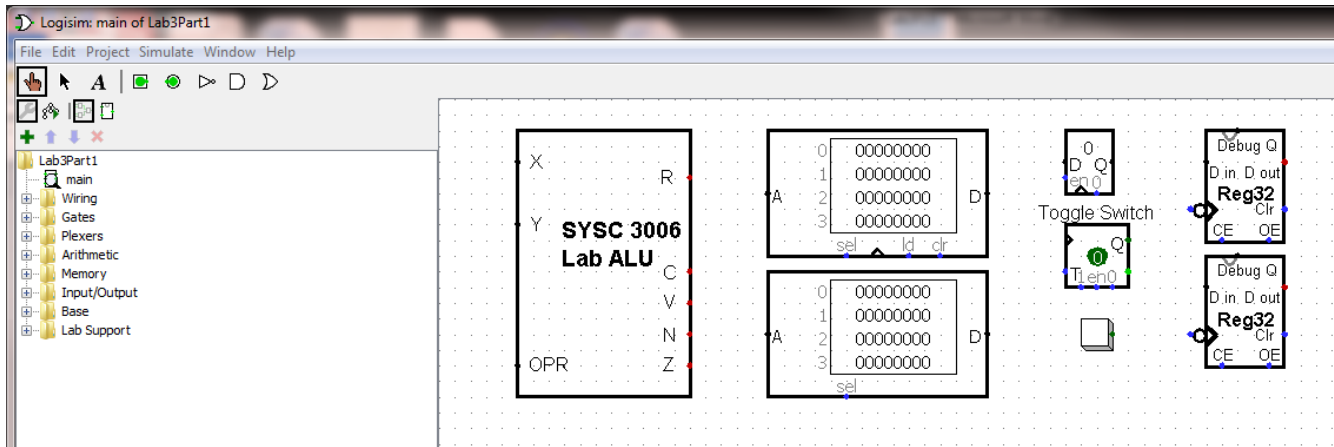 Logisim: main of Lab3Part1
File Edit Project Simulate Window Help
A
Lab3Part1
main
Wiring
Gates
Plexers
Arithmetic
Memory
Input/Output
Base
Lab Support
X
R
Y
SYSC 3006
Lab ALU
C
V
N
OPR Z
0 00000000
1 00000000
A 2 00000000 D
3 00000000
sel ld clr
0 00000000
1 00000000
A 2 00000000 D
3 00000000
sel
0
D Q
en 0
Toggle Switch
0 Q
T 1 en 0
Debug Q
D in D out
Reg32
Clr
CE OE
Debug Q
D in D out
Reg32
Clr
CE OE